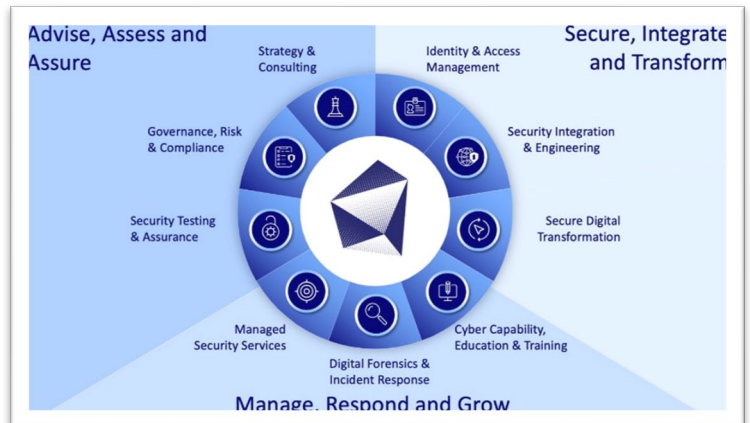 Advise, Assess and
Assure
Secure, Integrate
and Transform
Strategy &
Consulting
Identity & Access
Management
Governance, Risk
& Compliance
Security Integration
& Engineering
Security Testing
& Assurance
Secure Digital
Transformation
Managed
Security Services
Cyber Capability,
Education & Training
Digital Forensics &
Incident Response
Manage, Respond and Grow